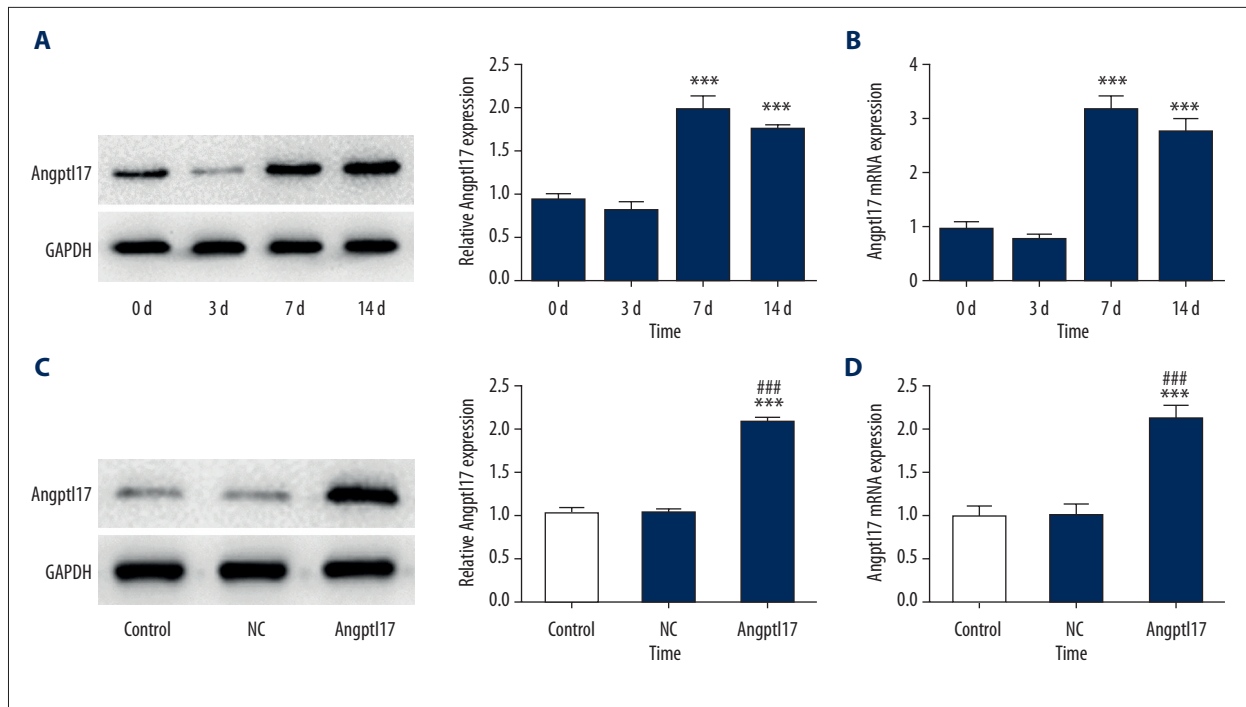 A
Angptl17
GAPDH
0 d 3 d 7 d 14 d
Relative Angptl17 expression
2.5
2.0
1.5
1.0
0.5
0.0
*** ***
0 d 3 d 7 d 14 d
Time
B
Angptl17 mRNA expression
4
3
2
1
0
*** ***
0 d 3 d 7 d 14 d
Time
C
Angptl17
GAPDH
Control NC Angptl17
Relative Angptl17 expression
2.5
2.0
1.5
1.0
0.5
0.0
###
***
Control NC Angptl17
Time
D
Angptl17 mRNA expression
2.5
2.0
1.5
1.0
0.5
0.0
###
***
Control NC Angptl17
Time